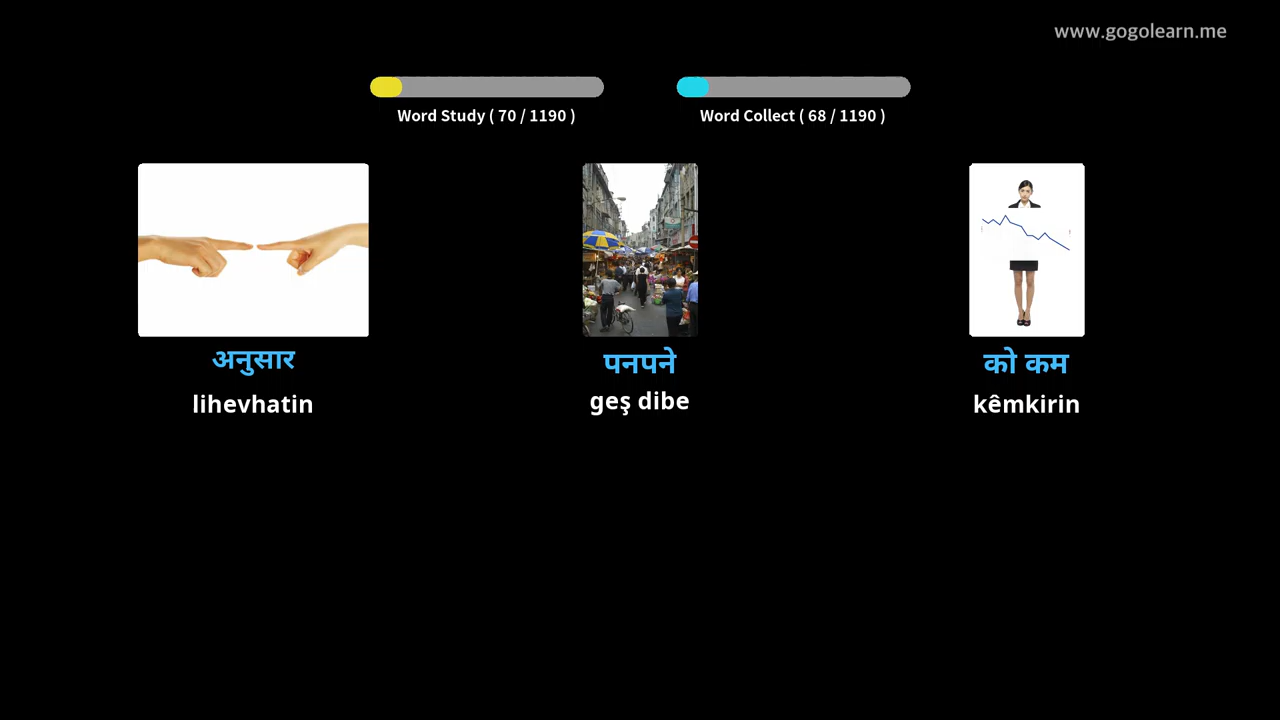 www.gogolearn.me
Word Study ( 70 / 1190 )
Word Collect ( 68 / 1190 )
अनुसार
पनपने
को कम
lihevhatin
geş dibe
kêmkirin